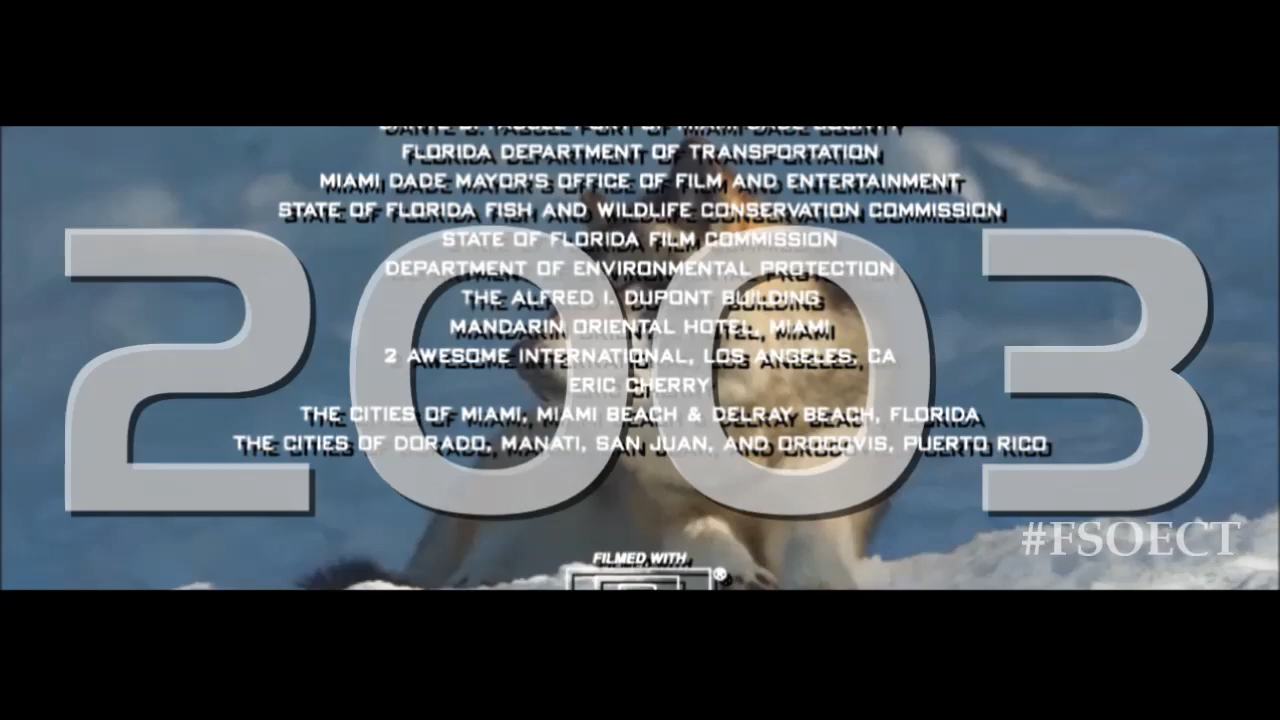 FLORIDA DEPARTMENT OF TRANSPORTATION
MIAMI DADE MAYOR'S OFFICE OF FILM AND ENTERTAINMENT
STATE OF FLORIDA FISH AND WILDLIFE CONSERVATION COMMISSION
STATE OF FLORIDA FILM COMMISSION
DEPARTMENT OF ENVIRONMENTAL PROTECTION
THE ALFRED I. DUPONT BUILDING
MANDARIN ORIENTAL HOTEL, MIAMI
2 AWESOME INTERNATIONAL, LOS ANGELES, CA
ERIC CHERRY
THE CITIES OF MIAMI, MIAMI BEACH & DELRAY BEACH, FLORIDA
THE CITIES OF DORADO, MANATI, SAN JUAN, AND OROCOVIS, PUERTO RICO
2003
#FSOECT
FILMED WITH
®